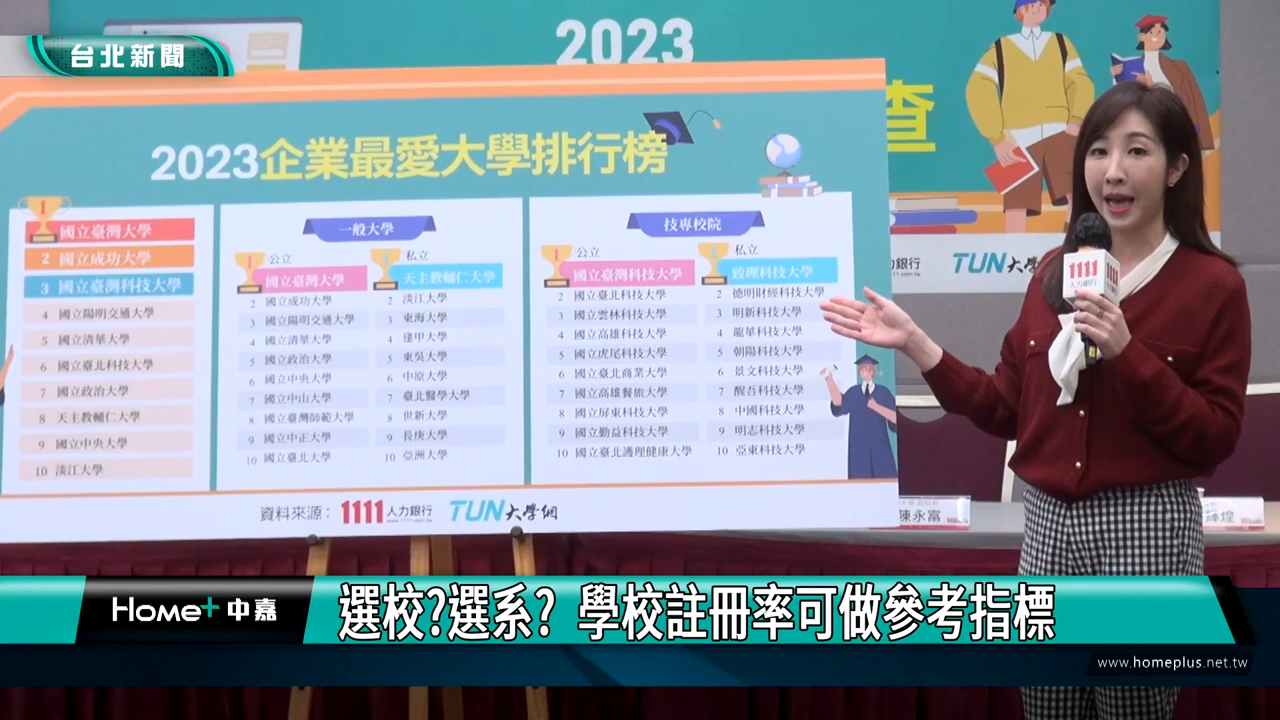 台北新聞
2023
查
2023企業最愛大學排行榜
1 國立臺灣大學
2 國立成功大學
3 國立臺灣科技大學
4 國立陽明交通大學
5 國立清華大學
6 國立臺北科技大學
7 國立政治大學
8 天主教輔仁大學
9 國立中央大學
10 淡江大學
一般大學
公立
1 國立臺灣大學
2 國立成功大學
3 國立陽明交通大學
4 國立清華大學
5 國立政治大學
6 國立中央大學
7 國立中山大學
8 國立臺灣師範大學
9 國立中正大學
10 國立臺北大學
私立
1 天主教輔仁大學
2 淡江大學
3 東海大學
4 逢甲大學
5 東吳大學
6 中原大學
7 臺北醫學大學
8 世新大學
9 長庚大學
10 亞洲大學
技專校院
公立
1 國立臺灣科技大學
2 國立臺北科技大學
3 國立雲林科技大學
4 國立高雄科技大學
5 國立虎尾科技大學
6 國立臺北商業大學
7 國立高雄餐旅大學
8 國立屏東科技大學
9 國立勤益科技大學
10 國立臺北護理健康大學
私立
1 致理科技大學
2 德明財經科技大學
3 明新科技大學
4 龍華科技大學
5 朝陽科技大學
6 景文科技大學
7 醒吾科技大學
8 中國科技大學
9 明志科技大學
10 亞東科技大學
資料來源： 1111人力銀行 TUN大學網
www.1111.com.tw
銀行 TUN大學
1111
人力銀行
陳永富
煌
Home+中嘉
選校?選系? 學校註冊率可做參考指標
www.homeplus.net.tw